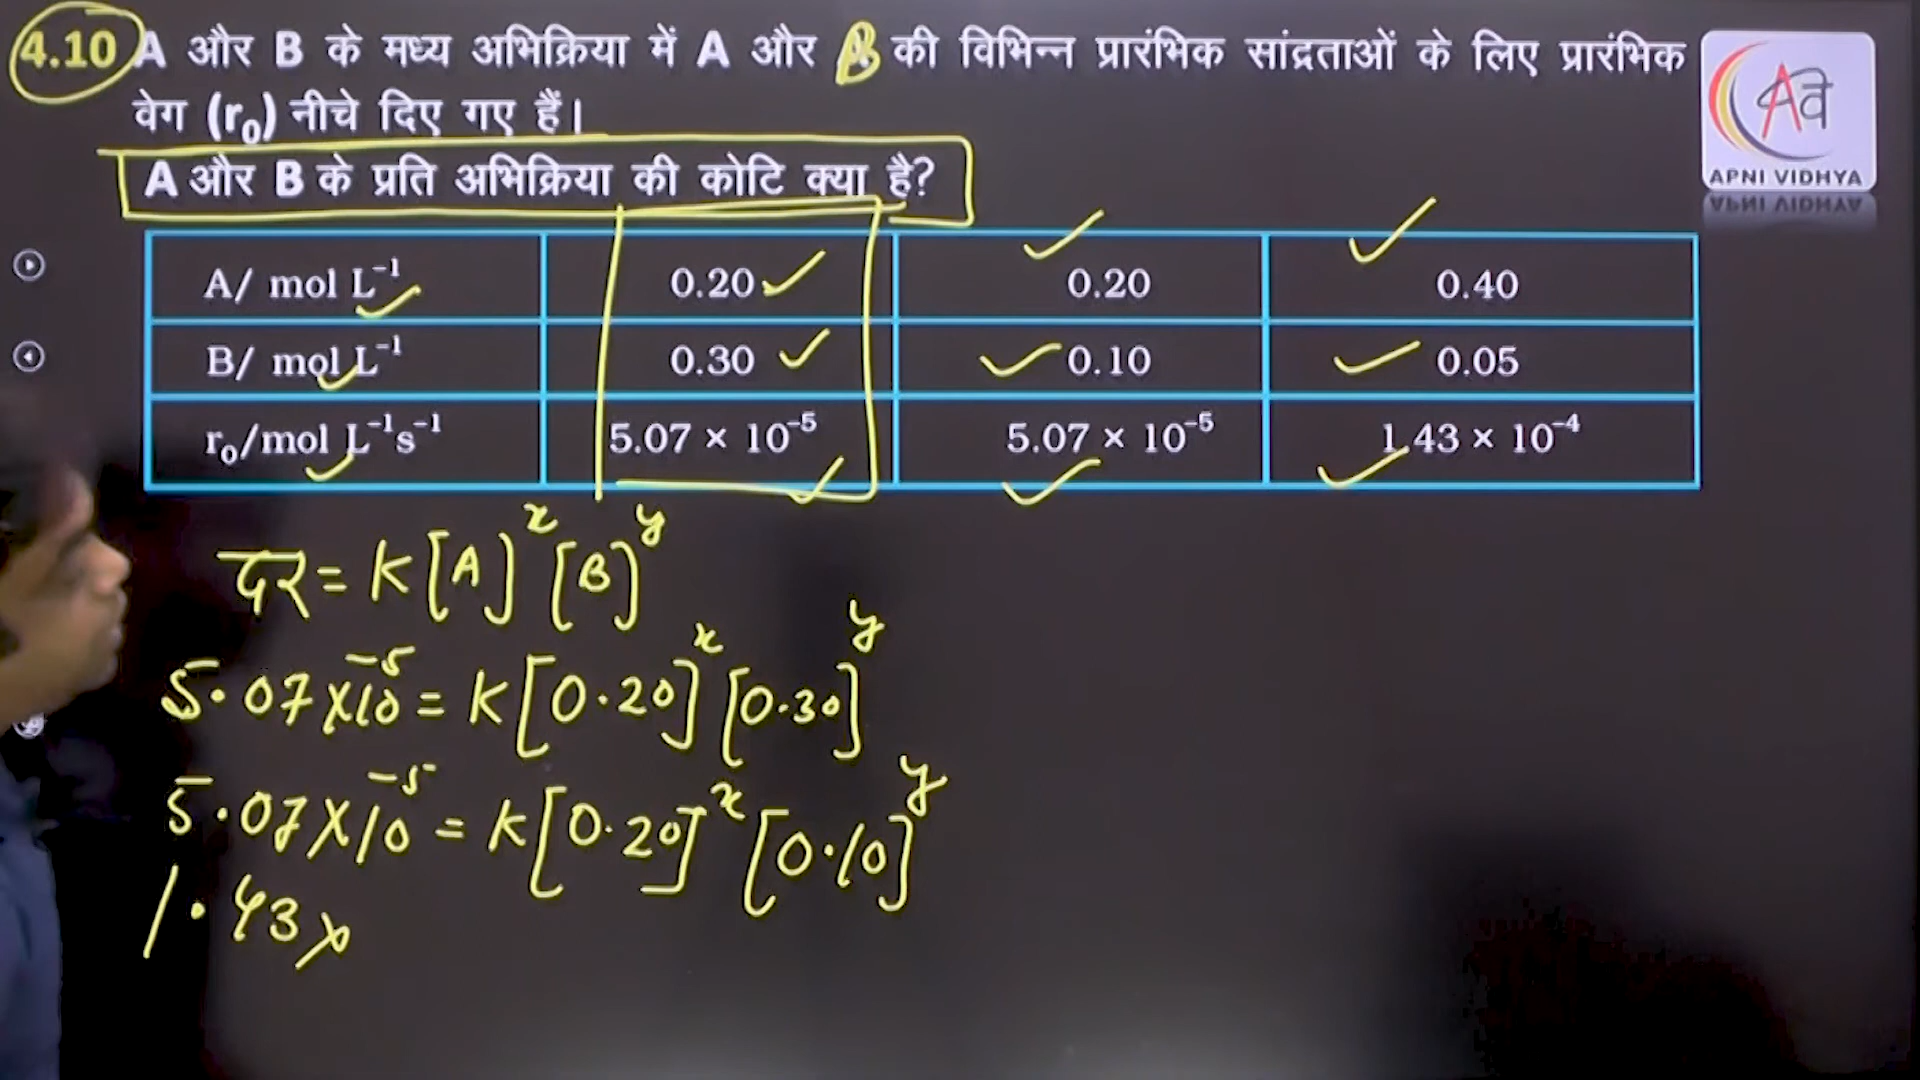 4.10 A और B के मध्य अभिक्रिया में A और B की विभिन्न प्रारंभिक सांद्रताओं के लिए प्रारंभिक
वेग (r₀) नीचे दिए गए हैं।
A और B के प्रति अभिक्रिया की कोटि क्या है?
APNI VIDHYA
A/ mol L⁻¹ 0.20 0.20 0.40
B/ mol L⁻¹ 0.30 0.10 0.05
r₀/mol L⁻¹s⁻¹ 5.07 × 10⁻⁵ 5.07 × 10⁻⁵ 1.43 × 10⁻⁴
दर = K[A]ˣ[B]ʸ
5.07×10⁻⁵ = K[0.20]ˣ[0.30]ʸ
5.07×10⁻⁵ = K[0.20]ˣ[0.10]ʸ
1.43×